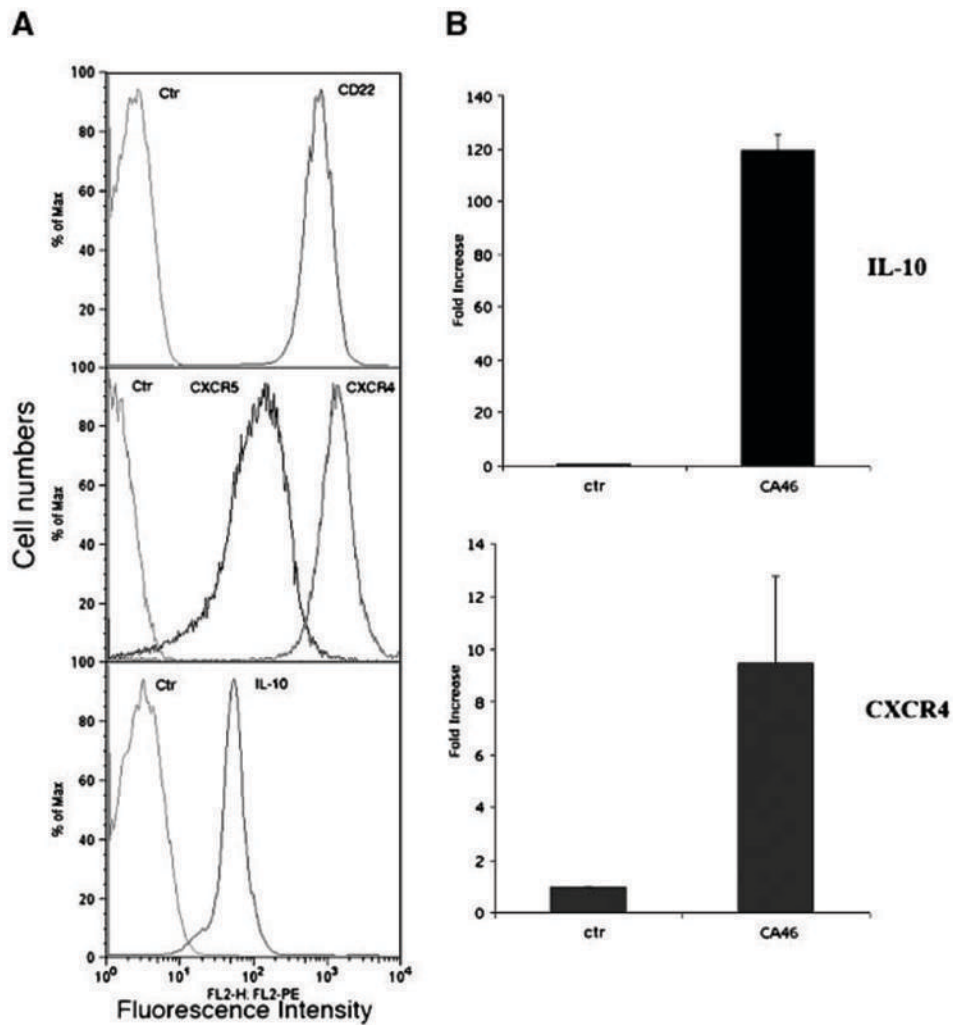 A
100
Ctr
CD22
80
60
40
20
% of Max
100
Ctr
CXCR5
CXCR4
80
60
40
20
% of Max
100
Ctr
IL-10
80
60
40
20
0
% of Max
Cell numbers
10⁰ 10¹ 10² 10³ 10⁴
FL2-H: FL2-PE
Fluorescence Intensity
B
140
120
100
80
60
40
20
0
Fold Increase
ctr
CA46
IL-10
14
12
10
8
6
4
2
0
Fold Increase
ctr
CA46
CXCR4